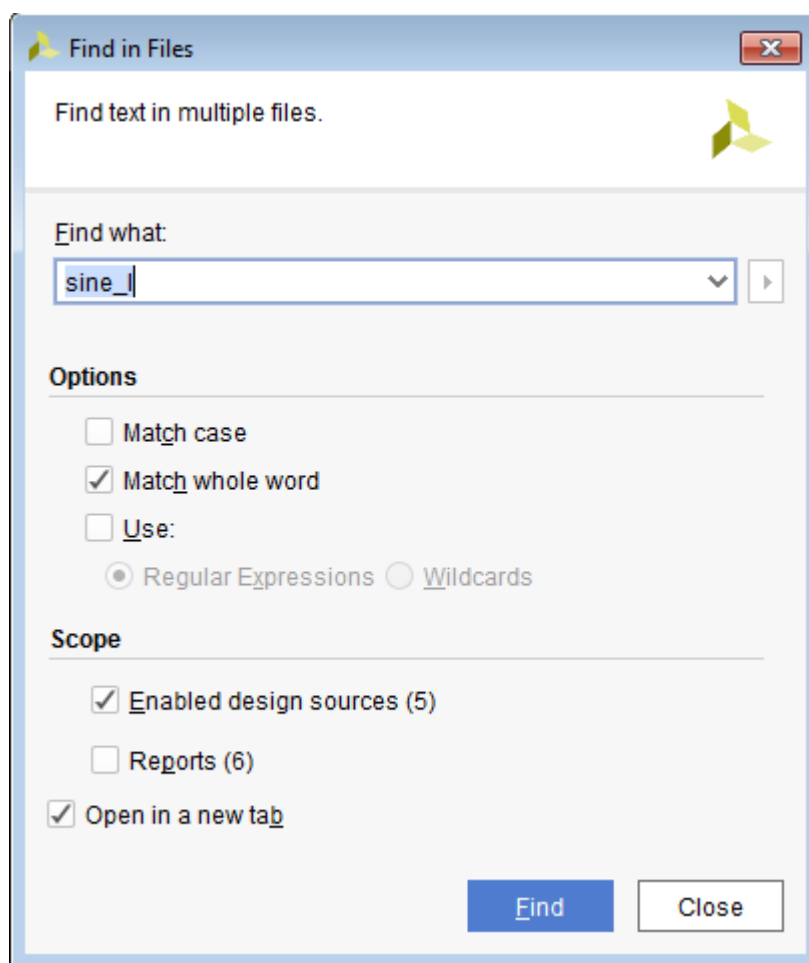 Find in Files
Find text in multiple files.
Find what:
sine_l
Options
Match case
Match whole word
Use:
Regular Expressions Wildcards
Scope
Enabled design sources (5)
Reports (6)
Open in a new tab
Find Close